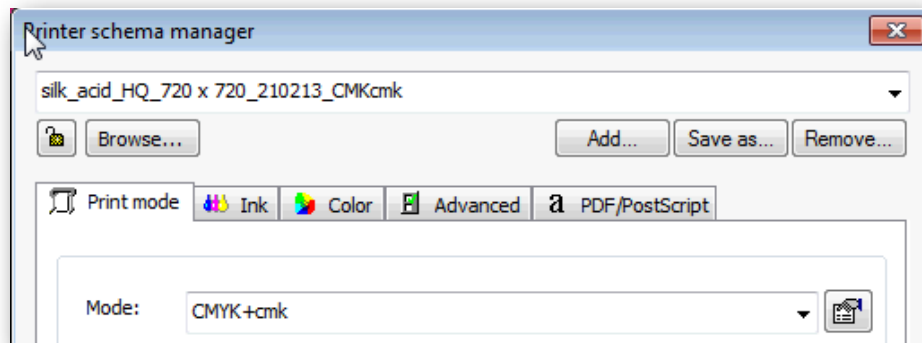 Printer schema manager
silk_acid_HQ_720 x 720_210213_CMKcmk
Browse... Add... Save as... Remove...
Print mode Ink Color Advanced a PDF/PostScript
Mode: CMYK+cmk